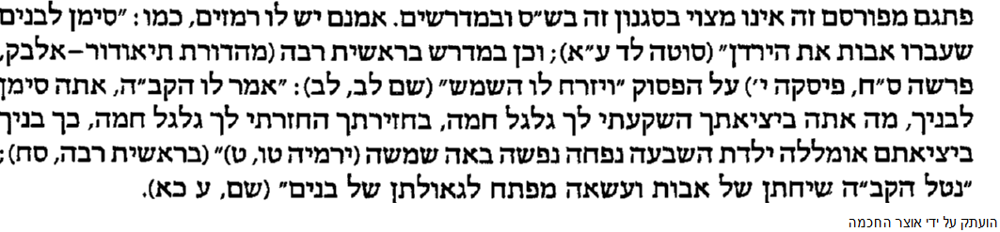 פתגם מפורסם זה אינו מצוי בסגנון זה בש״ס ובמדרשים. אמנם יש לו רמזים, כמו: ״סימן לבנים
שעברו אבות את הירדן״ (סוטה לד ע״א); וכן במדרש בראשית רבה (מהדורת תיאודור–אלבק,
פרשה ס״ח, פיסקה י׳) על הפסוק ״ויזרח לו השמש״ (שם לב, לב): ״אמר לו הקב״ה, אתה סימן
לבניך, מה אתה ביציאתך השקעתי לך גלגל חמה, בחזירתך החזרתי לך גלגל חמה, כך בניך
ביציאתם אומללה ילדת השבעה נפחה נפשה באה שמשה (ירמיה טו, ט)״ (בראשית רבה, סח);
״נטל הקב״ה שיחתן של אבות ועשאה מפתח לגאולתן של בנים״ (שם, ע כא).
הועתק על ידי אוצר החכמה